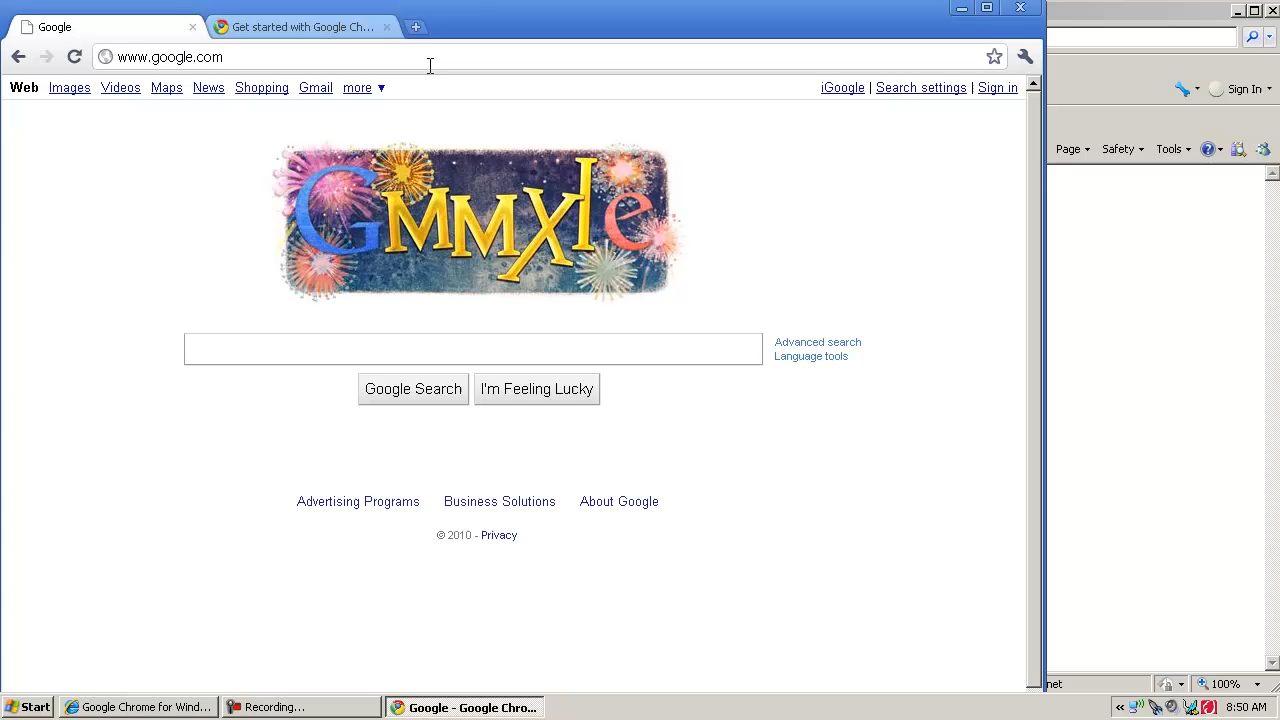 Google
Get started with Google Ch...
www.google.com
Web Images Videos Maps News Shopping Gmail more ▼
iGoogle | Search settings | Sign in
Sign In
Page Safety Tools
GMMXIe
Advanced search
Language tools
Google Search I'm Feeling Lucky
Advertising Programs Business Solutions About Google
© 2010 - Privacy
net
100%
Start
Google Chrome for Wind...
Recording...
Google - Google Chro...
8:50 AM